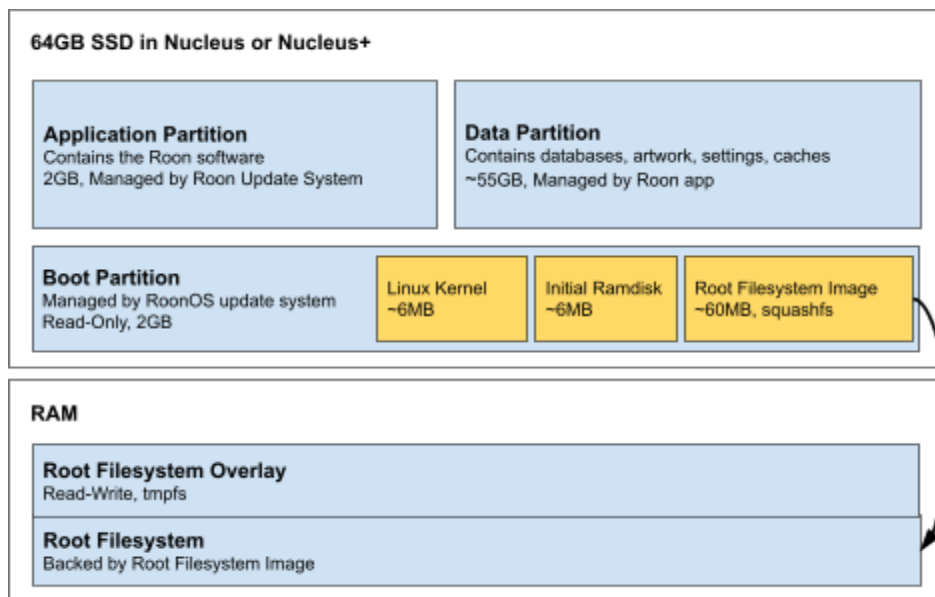 64GB SSD in Nucleus or Nucleus+
Application Partition
Contains the Roon software
2GB, Managed by Roon Update System
Data Partition
Contains databases, artwork, settings, caches
~55GB, Managed by Roon app
Boot Partition
Managed by RoonOS update system
Read-Only, 2GB
Linux Kernel
~6MB
Initial Ramdisk
~6MB
Root Filesystem Image
~60MB, squashfs
RAM
Root Filesystem Overlay
Read-Write, tmpfs
Root Filesystem
Backed by Root Filesystem Image